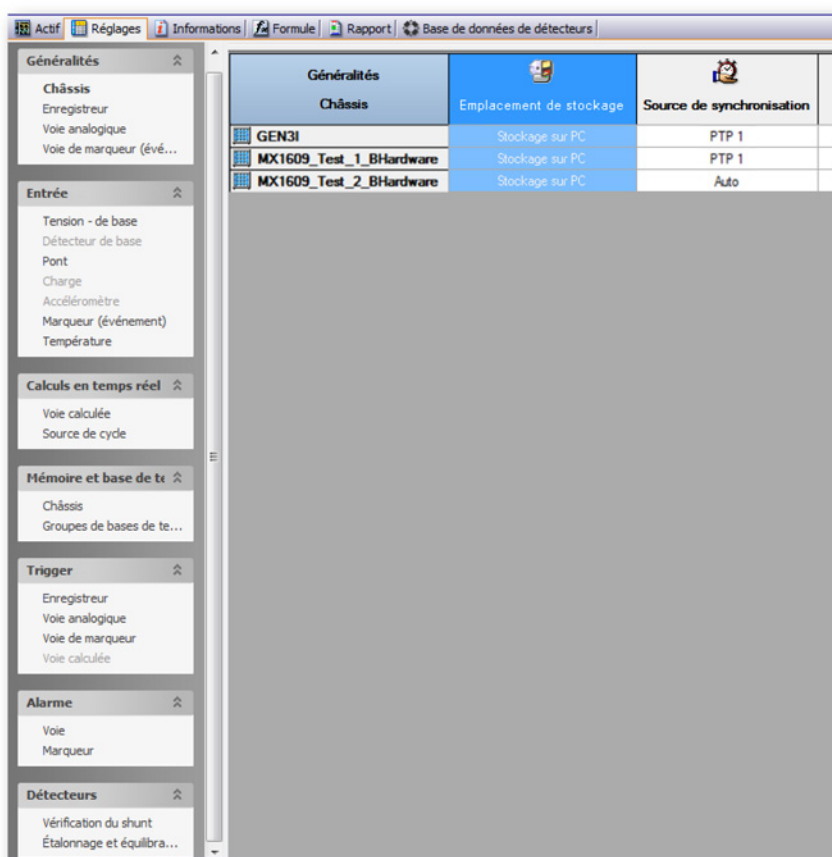 Actif Réglages Informations Formule Rapport Base de données de détecteurs
Généralités
Châssis
Enregistreur
Voie analogique
Voie de marqueur (évé...
Entrée
Tension - de base
Détecteur de base
Pont
Charge
Accéléromètre
Marqueur (événement)
Température
Calculs en temps réel
Voie calculée
Source de cycle
Mémoire et base de te
Châssis
Groupes de bases de te...
Trigger
Enregistreur
Voie analogique
Voie de marqueur
Voie calculée
Alarme
Voie
Marqueur
Détecteurs
Vérification du shunt
Étalonnage et équilibra...
Généralités
Châssis Emplacement de stockage Source de synchronisation
GEN3I Stockage sur PC PTP 1
MX1609_Test_1_BHardware Stockage sur PC PTP 1
MX1609_Test_2_BHardware Stockage sur PC Auto